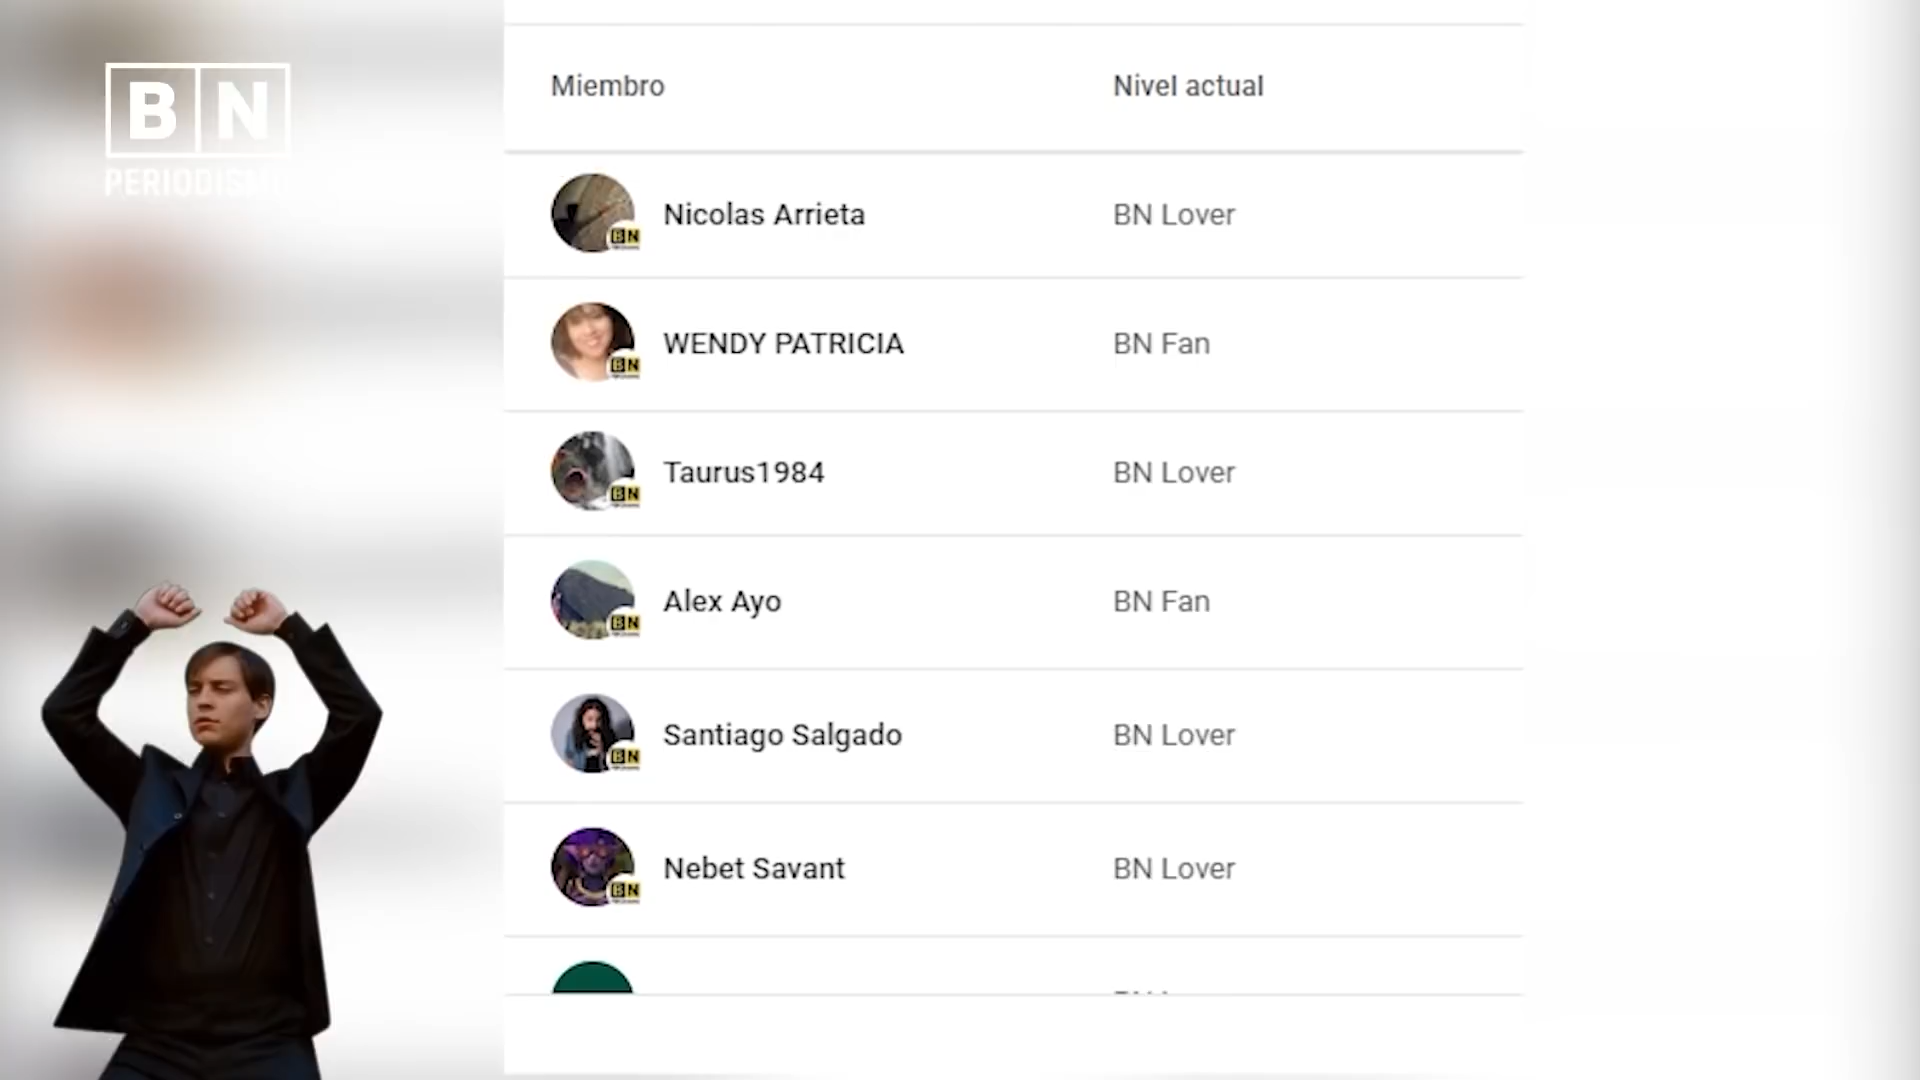 BN
PERIODISMO
Miembro Nivel actual
Nicolas Arrieta BN Lover
WENDY PATRICIA BN Fan
Taurus1984 BN Lover
Alex Ayo BN Fan
Santiago Salgado BN Lover
Nebet Savant BN Lover